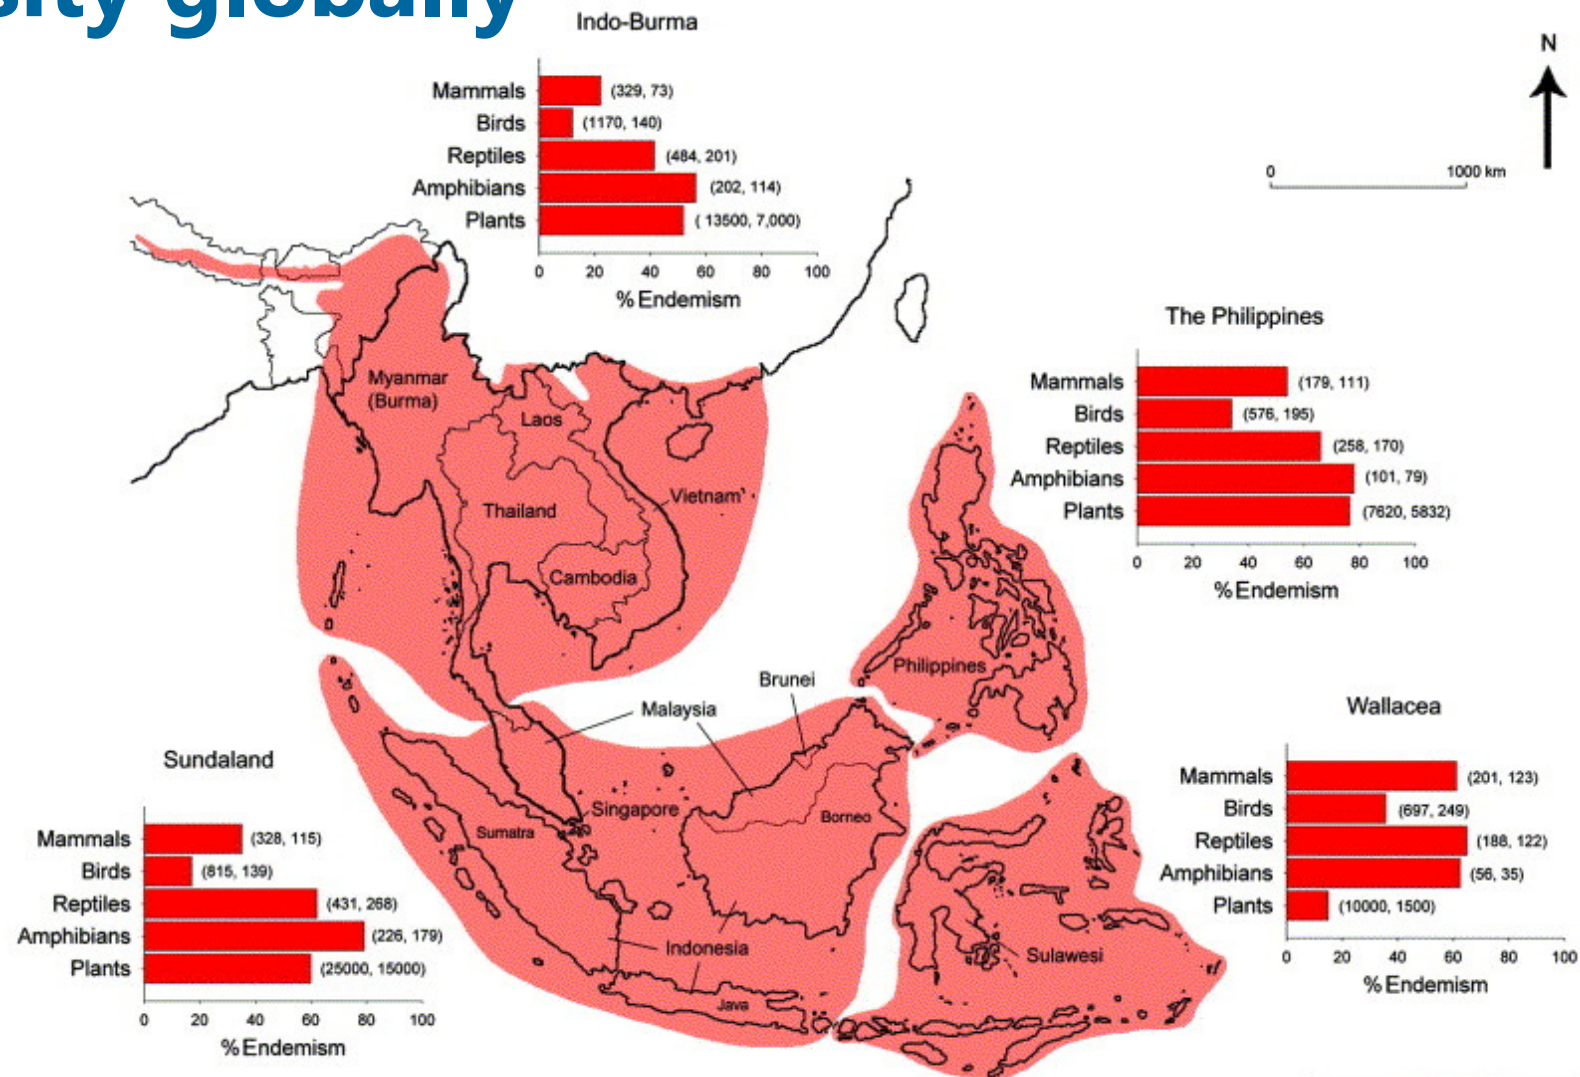 sity globally
Indo-Burma
Mammals (329, 73)
Birds (1170, 140)
Reptiles (484, 201)
Amphibians (202, 114)
Plants ( 13500, 7,000)
0 20 40 60 80 100
% Endemism
N
0 1000 km
The Philippines
Mammals (179, 111)
Birds (576, 195)
Reptiles (258, 170)
Amphibians (101, 79)
Plants (7620, 5832)
0 20 40 60 80 100
% Endemism
Myanmar
(Burma)
Laos
Thailand
Vietnam
Cambodia
Philippines
Brunei
Malaysia
Singapore
Sumatra
Borneo
Indonesia
Java
Sulawesi
Wallacea
Mammals (201, 123)
Birds (697, 249)
Reptiles (188, 122)
Amphibians (56, 35)
Plants (10000, 1500)
0 20 40 60 80 100
% Endemism
Sundaland
Mammals (328, 115)
Birds (815, 139)
Reptiles (431, 268)
Amphibians (226, 179)
Plants (25000, 15000)
0 20 40 60 80 100
% Endemism